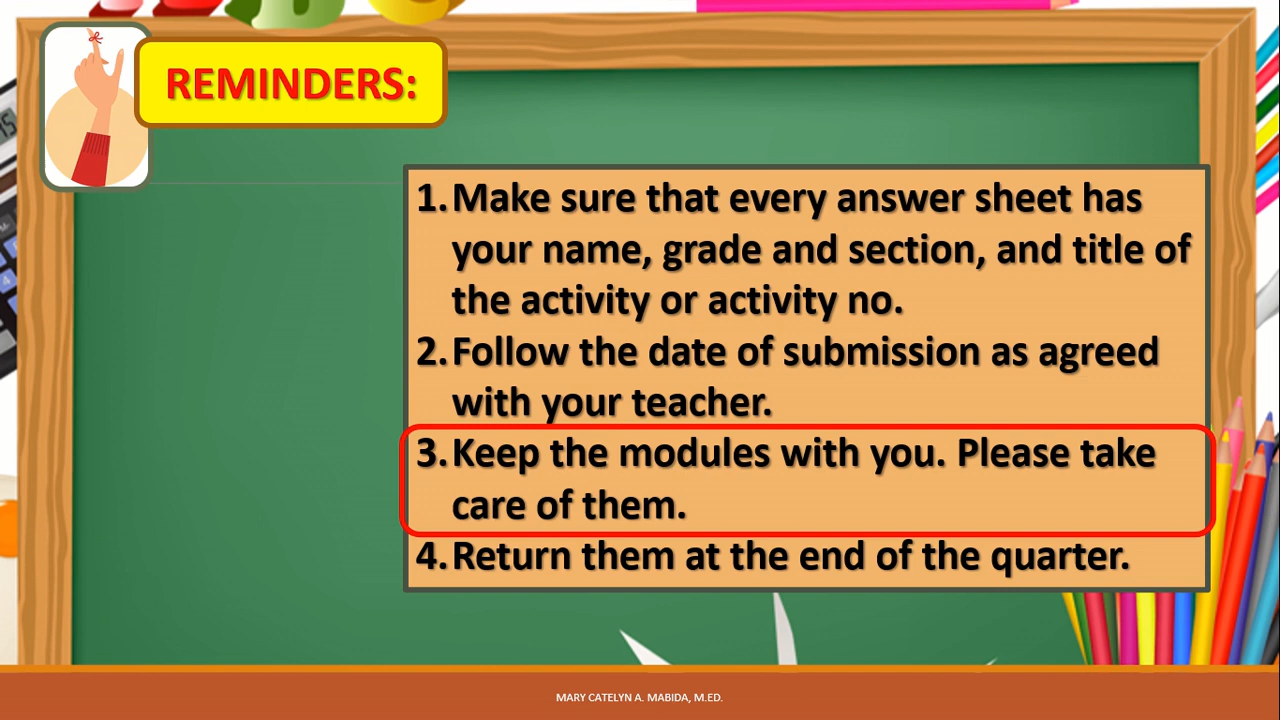 REMINDERS:
1. Make sure that every answer sheet has
your name, grade and section, and title of
the activity or activity no.
2. Follow the date of submission as agreed
with your teacher.
3. Keep the modules with you. Please take
care of them.
4. Return them at the end of the quarter.
MARY CATELYN A. MABIDA, M.ED.